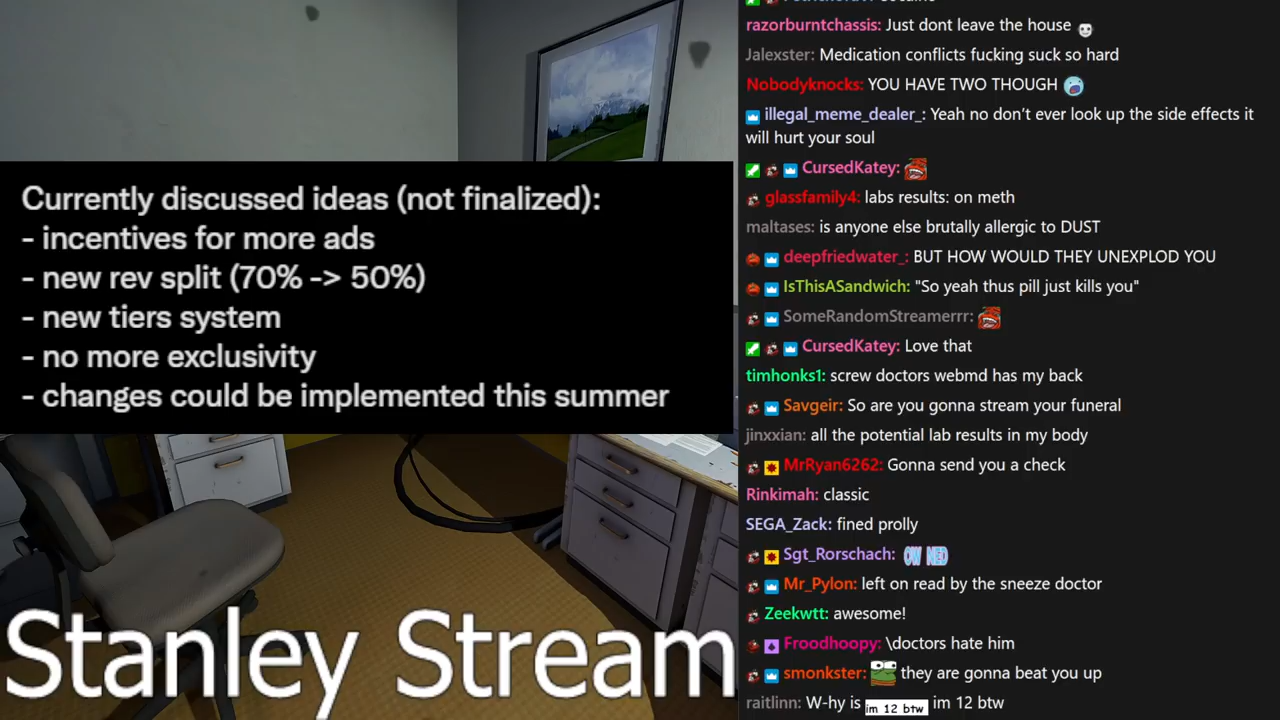 Currently discussed ideas (not finalized):
- incentives for more ads
- new rev split (70% -> 50%)
- new tiers system
- no more exclusivity
- changes could be implemented this summer
Stanley Stream
razorburntchassis: Just dont leave the house
Jalexster: Medication conflicts fucking suck so hard
Nobodyknocks: YOU HAVE TWO THOUGH
illegal_meme_dealer_: Yeah no don't ever look up the side effects it
will hurt your soul
CursedKatey:
glassfamily4: labs results: on meth
maltases: is anyone else brutally allergic to DUST
deepfriedwater_: BUT HOW WOULD THEY UNEXPLOD YOU
IsThisASandwich: "So yeah thus pill just kills you"
SomeRandomStreamerrr:
CursedKatey: Love that
timhonks1: screw doctors webmd has my back
Savgeir: So are you gonna stream your funeral
jinxxian: all the potential lab results in my body
MrRyan6262: Gonna send you a check
Rinkimah: classic
SEGA_Zack: fined prolly
Sgt_Rorschach:
Mr_Pylon: left on read by the sneeze doctor
Zeekwtt: awesome!
Froodhoopy: \doctors hate him
smonkster: they are gonna beat you up
raitlinn: W-hy is im 12 btw im 12 btw